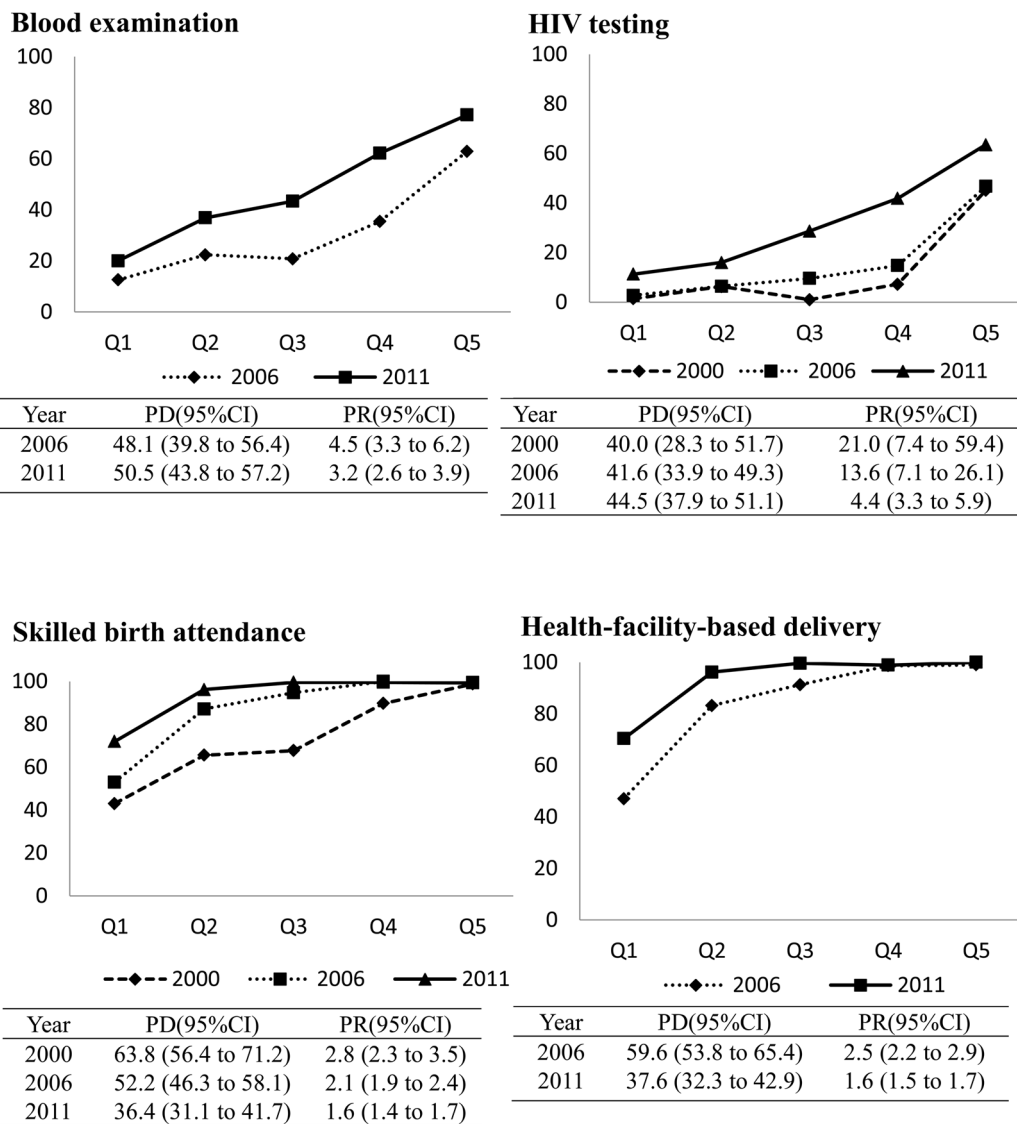 Blood examination
100
80
60
40
20
0
Q1 Q2 Q3 Q4 Q5
2006 2011
Year PD(95%CI) PR(95%CI)
2006 48.1 (39.8 to 56.4) 4.5 (3.3 to 6.2)
2011 50.5 (43.8 to 57.2) 3.2 (2.6 to 3.9)
HIV testing
100
80
60
40
20
0
Q1 Q2 Q3 Q4 Q5
2000 2006 2011
Year PD(95%CI) PR(95%CI)
2000 40.0 (28.3 to 51.7) 21.0 (7.4 to 59.4)
2006 41.6 (33.9 to 49.3) 13.6 (7.1 to 26.1)
2011 44.5 (37.9 to 51.1) 4.4 (3.3 to 5.9)
Skilled birth attendance
100
80
60
40
20
0
Q1 Q2 Q3 Q4 Q5
2000 2006 2011
Year PD(95%CI) PR(95%CI)
2000 63.8 (56.4 to 71.2) 2.8 (2.3 to 3.5)
2006 52.2 (46.3 to 58.1) 2.1 (1.9 to 2.4)
2011 36.4 (31.1 to 41.7) 1.6 (1.4 to 1.7)
Health-facility-based delivery
100
80
60
40
20
0
Q1 Q2 Q3 Q4 Q5
2006 2011
Year PD(95%CI) PR(95%CI)
2006 59.6 (53.8 to 65.4) 2.5 (2.2 to 2.9)
2011 37.6 (32.3 to 42.9) 1.6 (1.5 to 1.7)